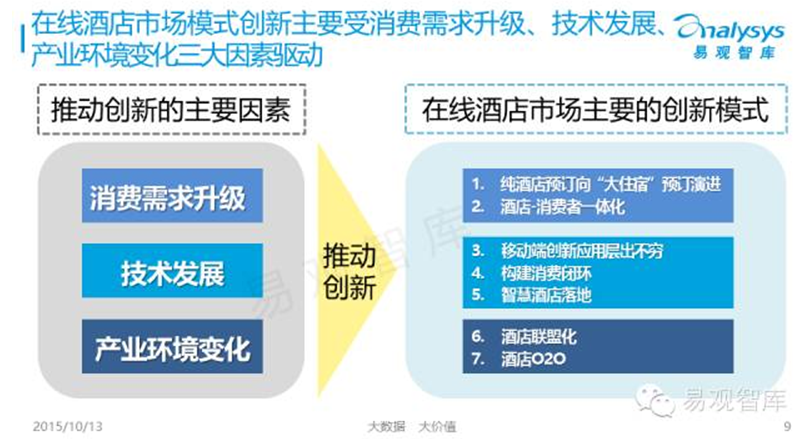 在线酒店市场模式创新主要受消费需求升级、技术发展、
产业环境变化三大因素驱动
analysys
易观智库
推动创新的主要因素
在线酒店市场主要的创新模式
消费需求升级
技术发展
产业环境变化
推动
创新
1. 纯酒店预订向“大住宿”预订演进
2. 酒店-消费者一体化
3. 移动端创新应用层出不穷
4. 构建消费闭环
5. 智慧酒店落地
6. 酒店联盟化
7. 酒店O2O
易观智库
易观智库
2015/10/13
大数据 大价值
9